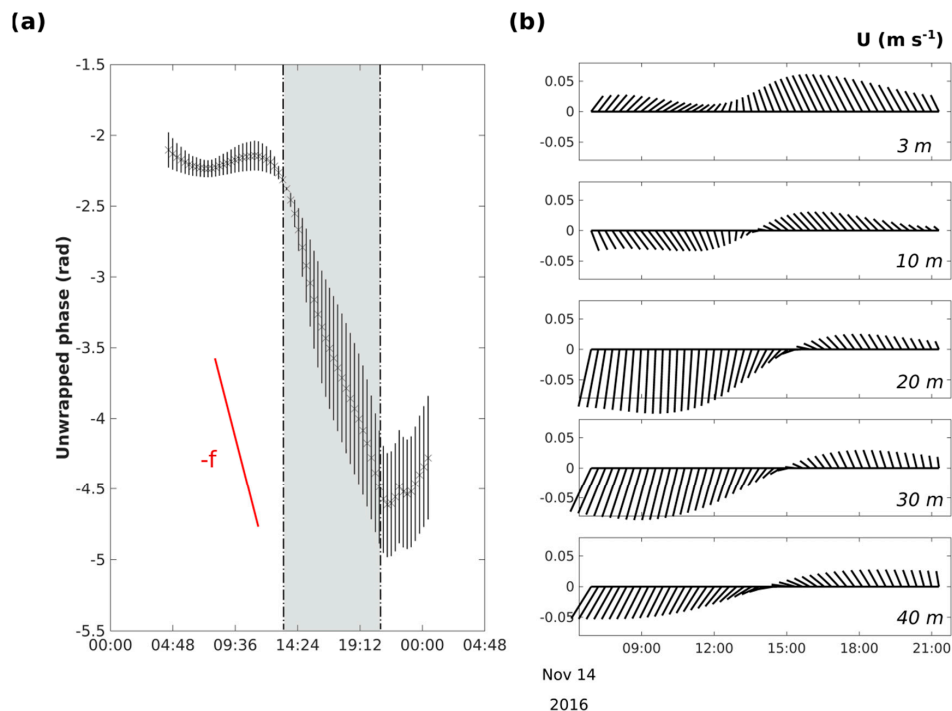 (a)
(b)
U (m s⁻¹)
-1.5
-2
-2.5
-3
-3.5
-4
-4.5
-5
-5.5
Unwrapped phase (rad)
-f
00:00 04:48 09:36 14:24 19:12 00:00 04:48
0.05
0
-0.05
3 m
0.05
0
-0.05
10 m
0.05
0
-0.05
20 m
0.05
0
-0.05
30 m
0.05
0
-0.05
40 m
09:00 12:00 15:00 18:00 21:00
Nov 14
2016